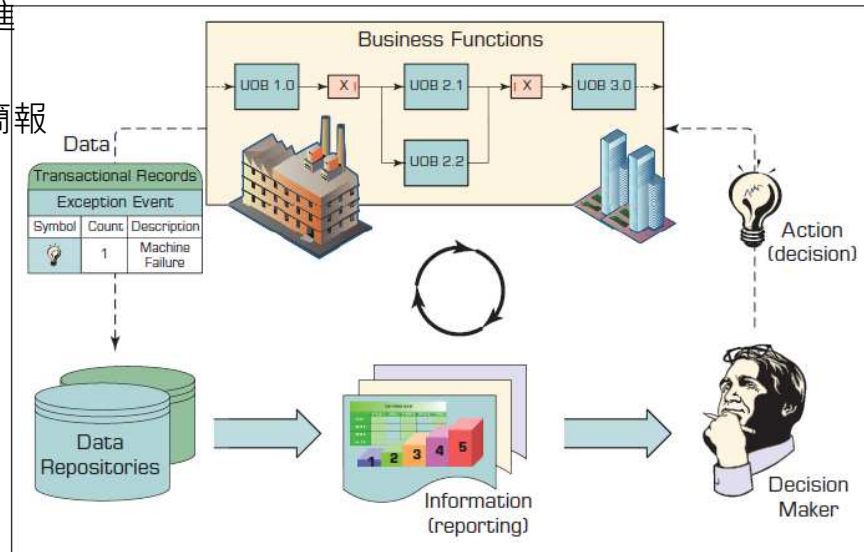 簡報
Business Functions
UOB 1.0
X
UOB 2.1
X
UOB 3.0
UOB 2.2
Data
Transactional Records
Exception Event
Symbol Count Description
1 Machine
Failure
Action
(decision)
Data
Repositories
1 2 3 4 5
Information
(reporting)
Decision
Maker